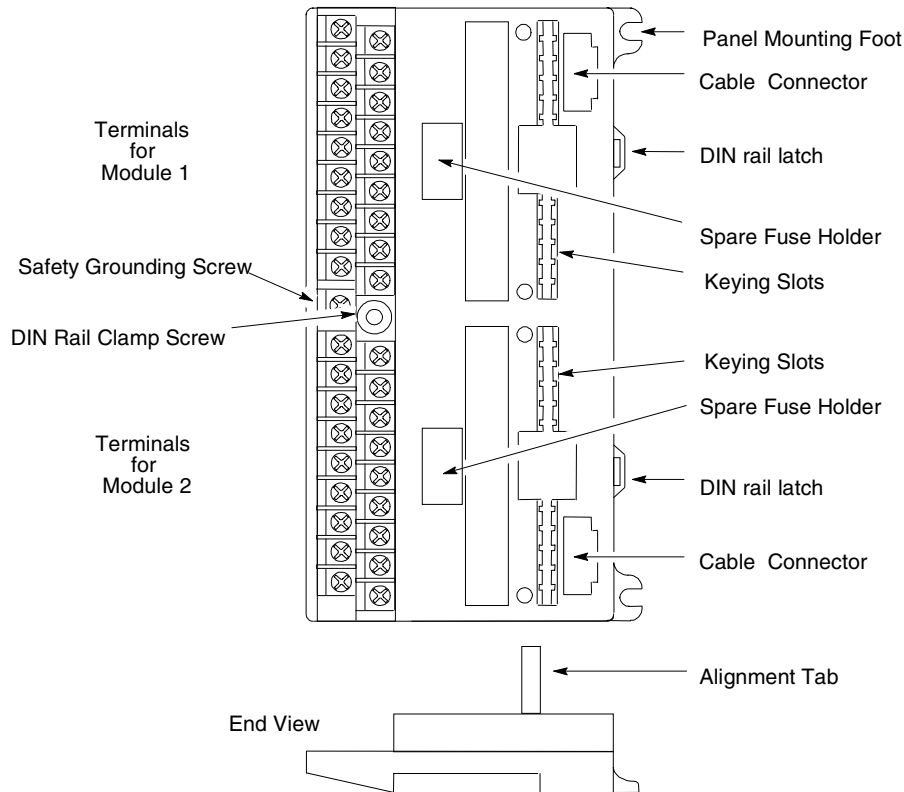 Panel Mounting Foot
Cable Connector
Terminals
for
Module 1
DIN rail latch
Spare Fuse Holder
Safety Grounding Screw
Keying Slots
DIN Rail Clamp Screw
Keying Slots
Spare Fuse Holder
Terminals
for
Module 2
DIN rail latch
Cable Connector
Alignment Tab
End View